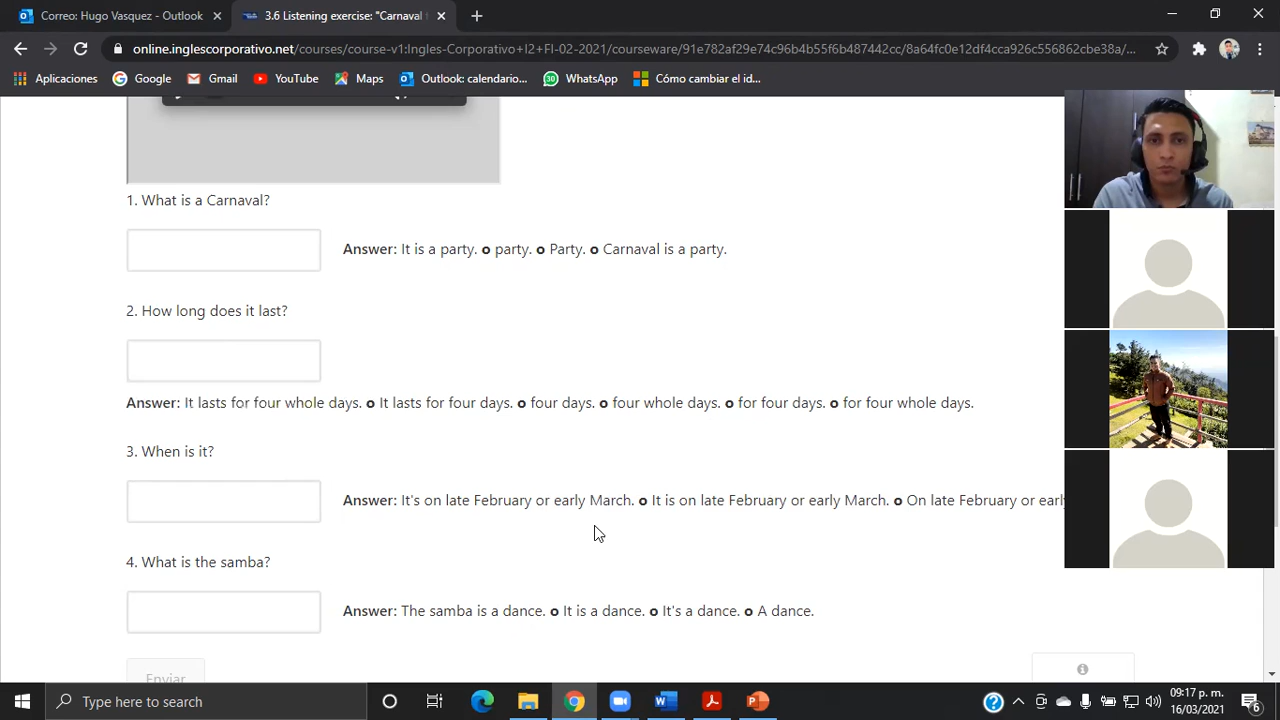 Correo: Hugo Vasquez - Outlook
3.6 Listening exercise: "Carnaval
online.inglescorporativo.net/courses/course-v1:Ingles-Corporativo+I2+FI-02-2021/courseware/91e782af29e74c96b4b55f6b487442cc/8a64fc0e12df4cca926c556862cbe38a/...
Aplicaciones Google Gmail YouTube Maps Outlook: calendario... WhatsApp Cómo cambiar el id...
1. What is a Carnaval?
Answer: It is a party. o party. o Party. o Carnaval is a party.
2. How long does it last?
Answer: It lasts for four whole days. o It lasts for four days. o four days. o four whole days. o for four days. o for four whole days.
3. When is it?
Answer: It's on late February or early March. o It is on late February or early March. o On late February or early
4. What is the samba?
Answer: The samba is a dance. o It is a dance. o It's a dance. o A dance.
Enviar
Type here to search
09:17 p. m.
16/03/2021
6